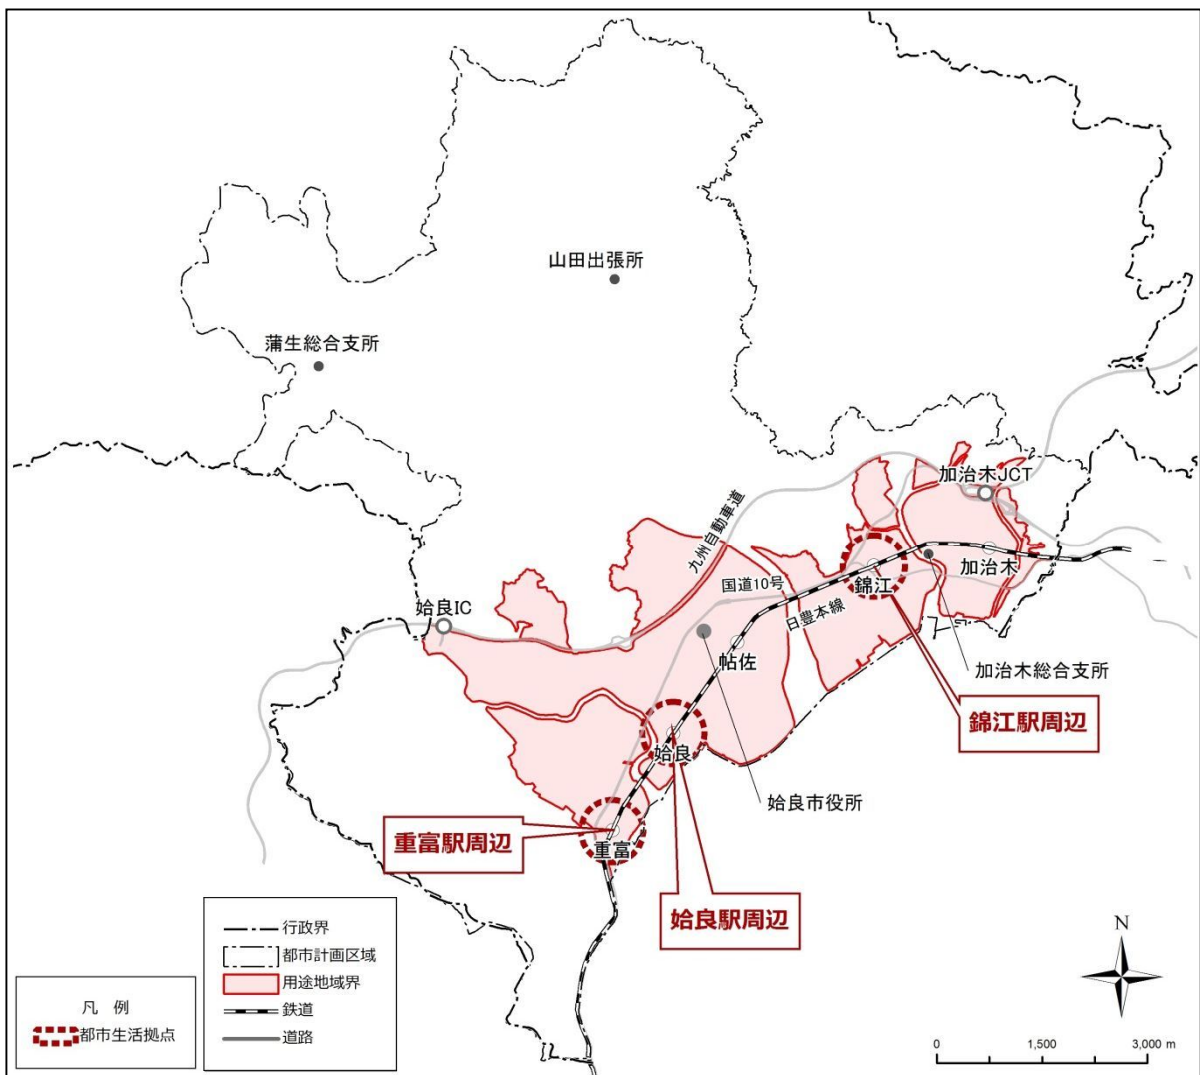 山田出張所
蒲生総合支所
加治木JCT
九州自動車道
国道10号
錦江
加治木
姶良IC
日豊本線
帖佐
加治木総合支所
錦江駅周辺
姶良
姶良市役所
重富駅周辺
重富
姶良駅周辺
行政界
都市計画区域
用途地域界
鉄道
道路
凡 例
都市生活拠点
N
0 1,500 3,000 m